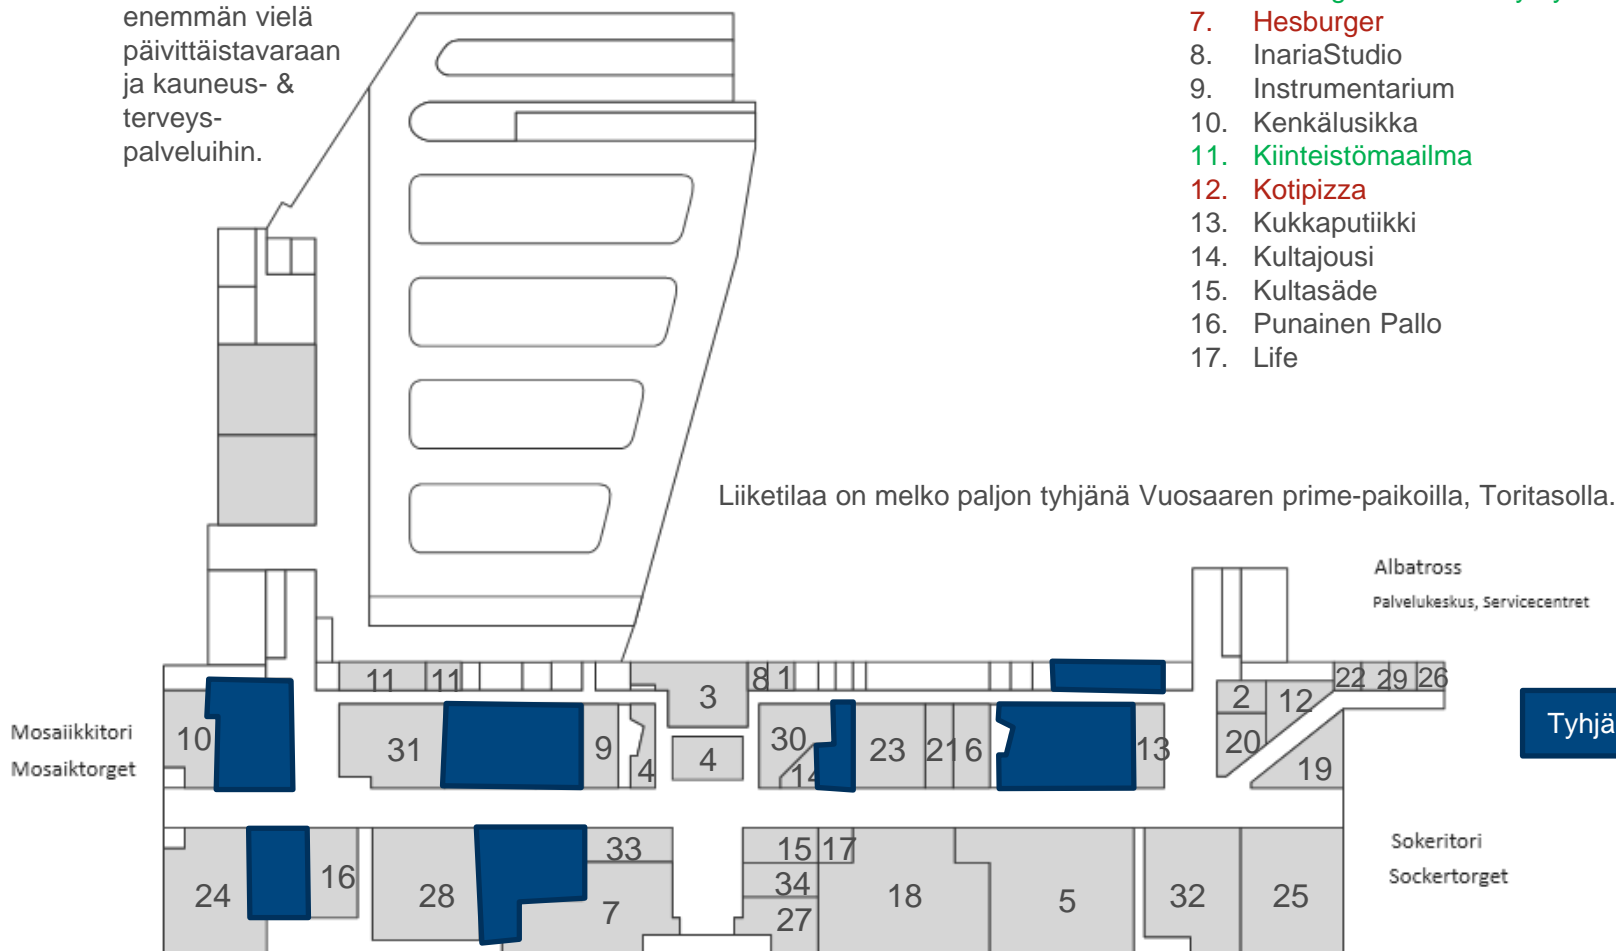 enemmän vielä
päivittäistavaraan
ja kauneus- &
terveys-
palveluihin.
7. Hesburger
8. InariaStudio
9. Instrumentarium
10. Kenkälusikka
11. Kiinteistömaailma
12. Kotipizza
13. Kukkaputiikki
14. Kultajousi
15. Kultasäde
16. Punainen Pallo
17. Life
Liiketilaa on melko paljon tyhjänä Vuosaaren prime-paikoilla, Toritasolla.
Albatross
Palvelukeskus, Servicecentret
11 11 3 8 1 2 12 22 29 26
Mosaiikkitori
Mosaiktorget
10 31 9 4 4 30 14 23 21 6 13 20 19
Tyhjä
Sokeritori
Sockertorget
24 16 28 33 7 15 17 34 27 18 5 32 25